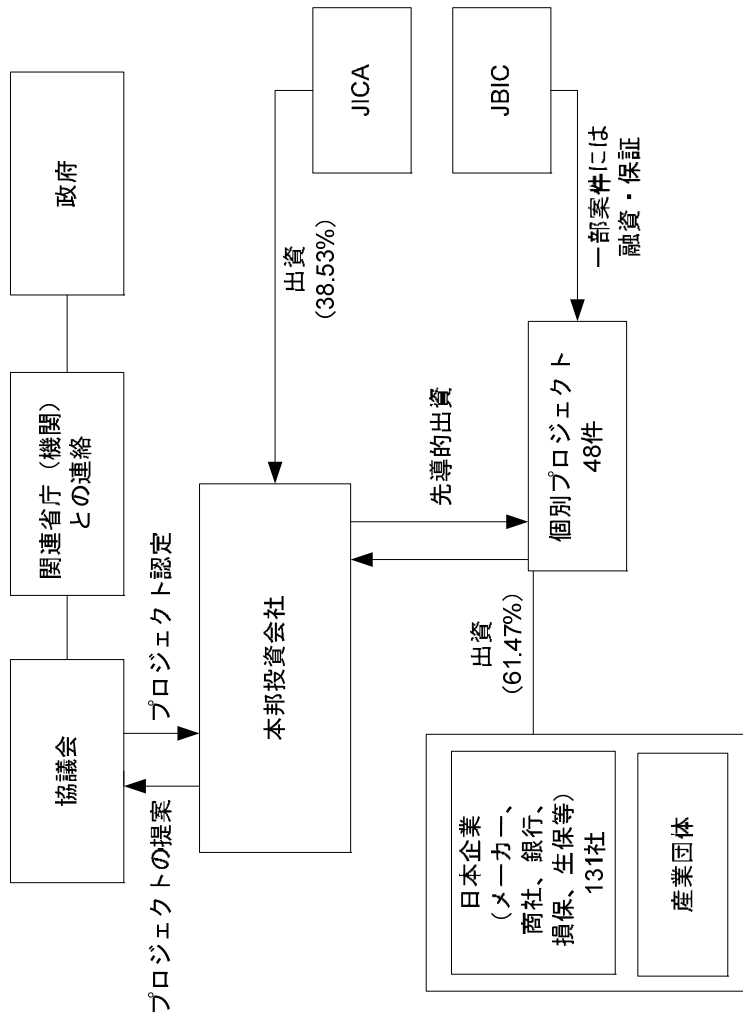 協議会
関連省庁（機関）
との連絡
政府
プロジェクトの提案
プロジェクト認定
本邦投資会社
出資
(38.53%)
JICA
出資
(61.47%)
先導的出資
日本企業
（メーカー、
商社、銀行、
損保、生保等）
131社
産業団体
個別プロジェクト
48件
一部案件には
融資・保証
JBIC